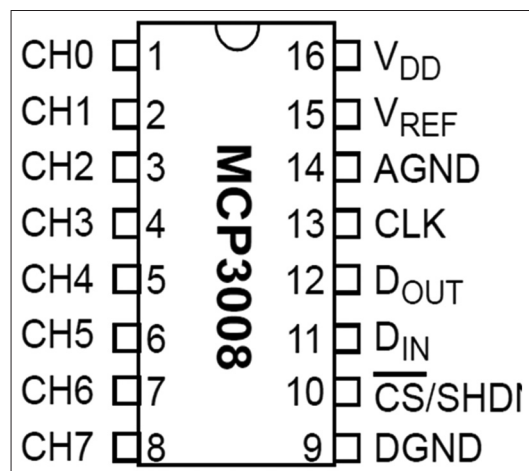 CH0 1 16 VDD
CH1 2 15 VREF
CH2 3 14 AGND
CH3 4 13 CLK
CH4 5 12 DOUT
CH5 6 11 DIN
CH6 7 10 CS/SHD
CH7 8 9 DGND
MCP3008